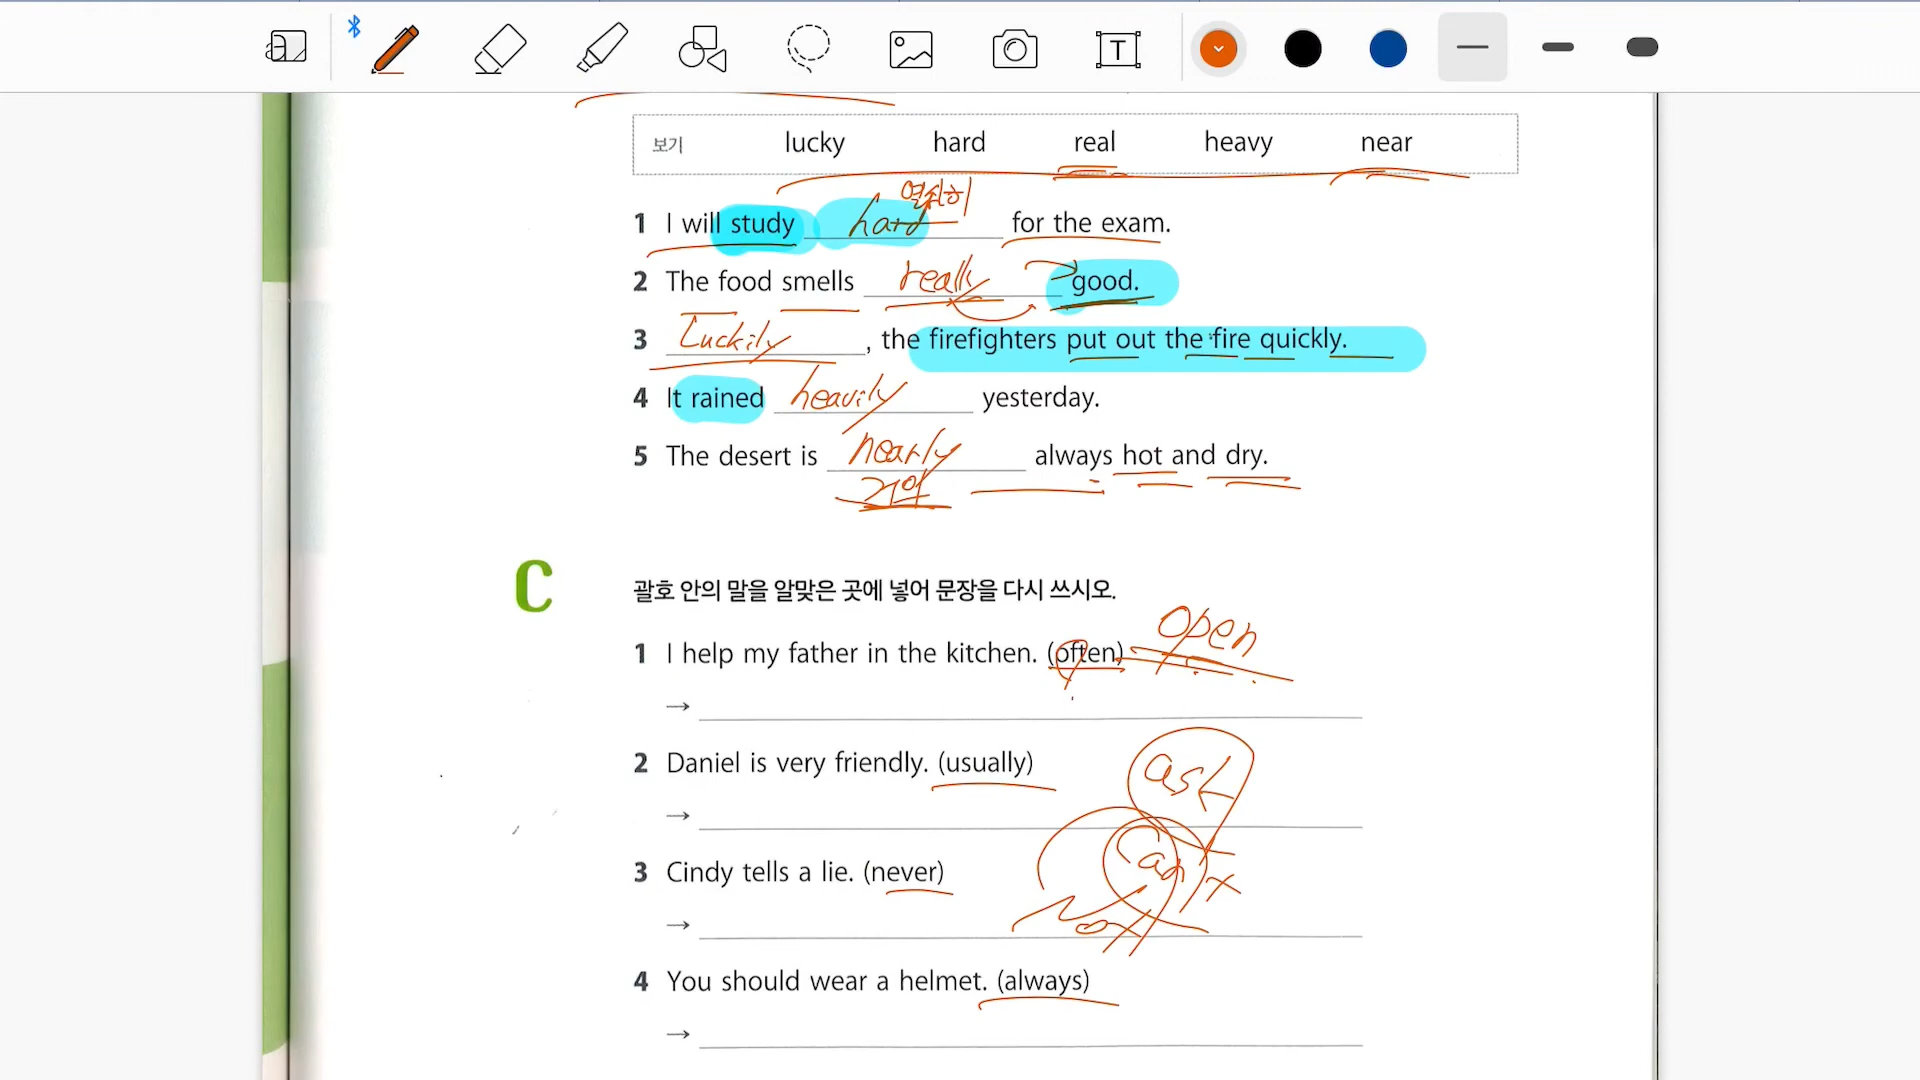 보기 lucky hard real heavy near
열심히
1 I will study hard for the exam.
2 The food smells really good.
3 Luckily, the firefighters put out the fire quickly.
4 It rained heavily yesterday.
5 The desert is nearly always hot and dry.
거의
C 괄호 안의 말을 알맞은 곳에 넣어 문장을 다시 쓰시오.
open
1 I help my father in the kitchen. (often)
→
2 Daniel is very friendly. (usually)
ask
→
3 Cindy tells a lie. (never)
can
not
→
4 You should wear a helmet. (always)
→